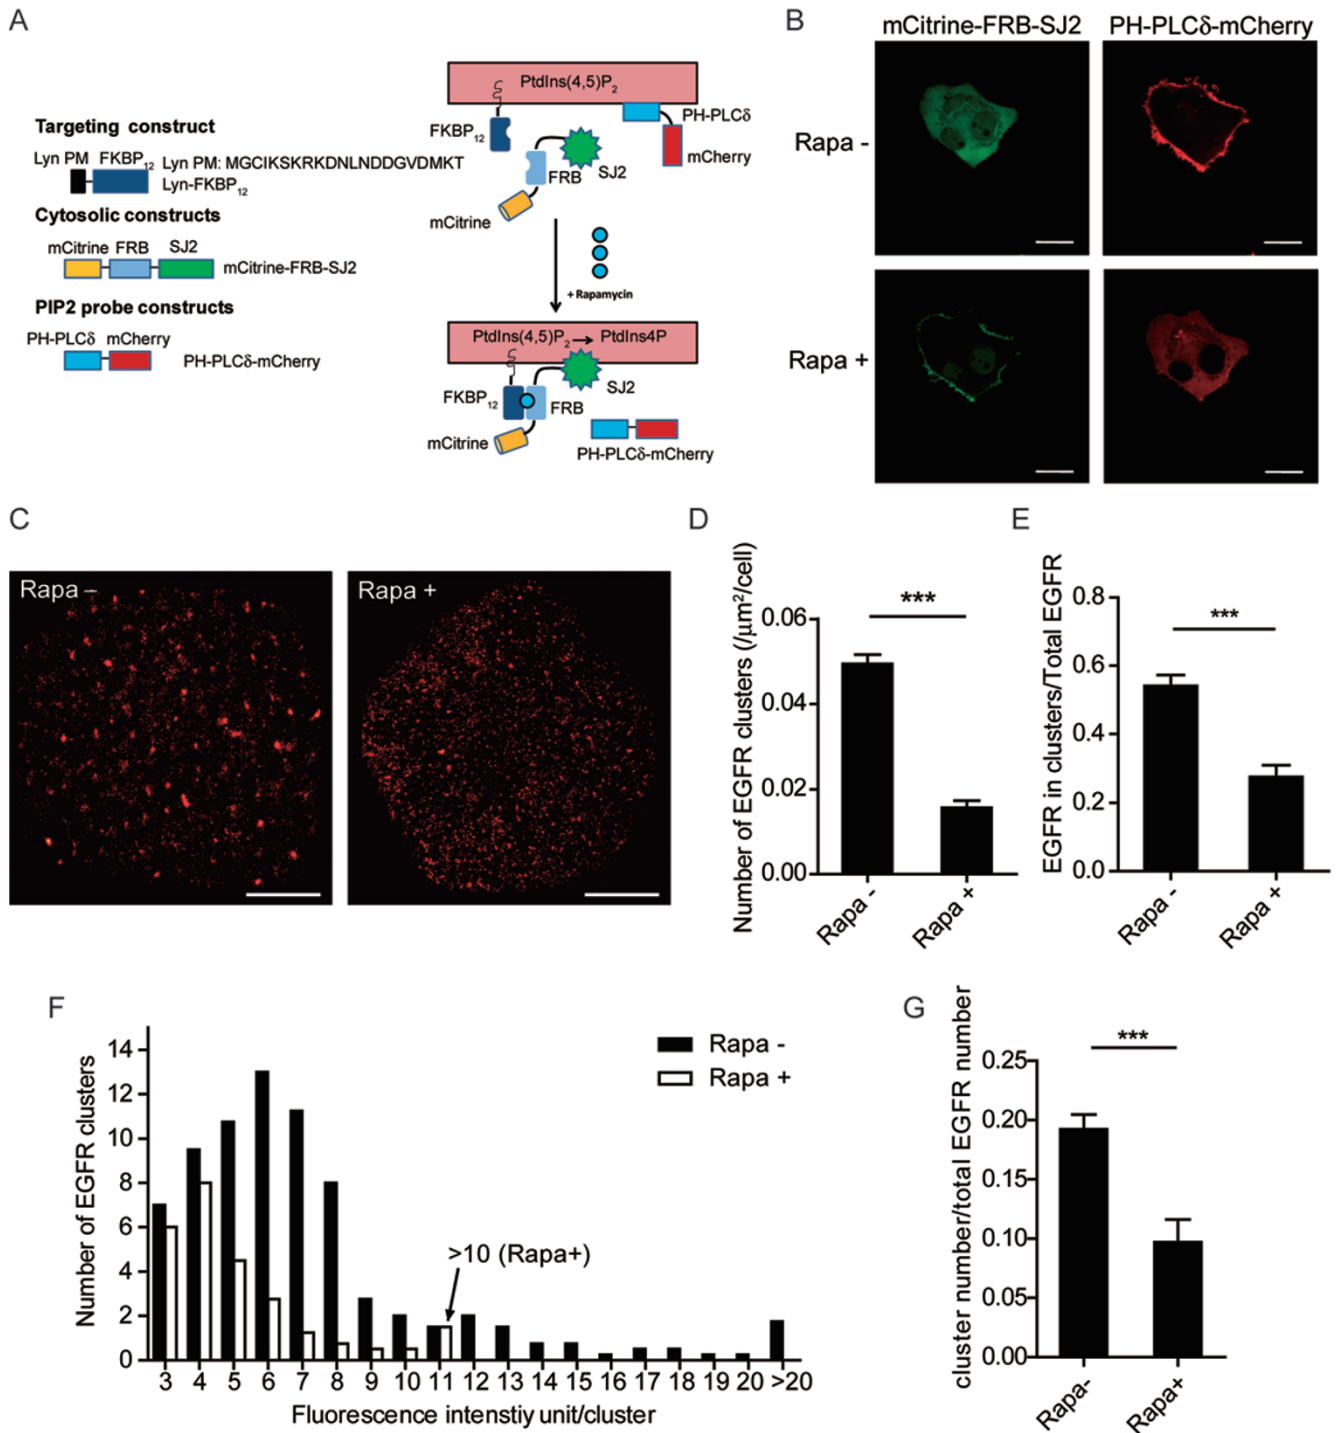 A
Targeting construct
Lyn PM FKBP12 Lyn PM: MGCIKSKRKDNLNDDGVDMKT
Lyn-FKBP12
Cytosolic constructs
mCitrine FRB SJ2
mCitrine-FRB-SJ2
PIP2 probe constructs
PH-PLCδ mCherry
PH-PLCδ-mCherry
PtdIns(4,5)P2
FKBP12
PH-PLCδ
mCherry
FRB
SJ2
mCitrine
+ Rapamycin
PtdIns(4,5)P2 → PtdIns4P
SJ2
FKBP12
FRB
mCitrine
PH-PLCδ-mCherry
B
mCitrine-FRB-SJ2 PH-PLCδ-mCherry
Rapa -
Rapa +
C
Rapa -
Rapa +
D
Number of EGFR clusters (/μm²/cell)
0.06
0.04
0.02
0.00
***
Rapa -
Rapa +
E
EGFR in clusters/Total EGFR
0.8
0.6
0.4
0.2
0.0
***
Rapa -
Rapa +
F
Number of EGFR clusters
14
12
10
8
6
4
2
0
Rapa -
Rapa +
>10 (Rapa+)
3 4 5 6 7 8 9 10 11 12 13 14 15 16 17 18 19 20 >20
Fluorescence intenstiy unit/cluster
G
cluster number/total EGFR number
0.25
0.20
0.15
0.10
0.05
0.00
***
Rapa-
Rapa+